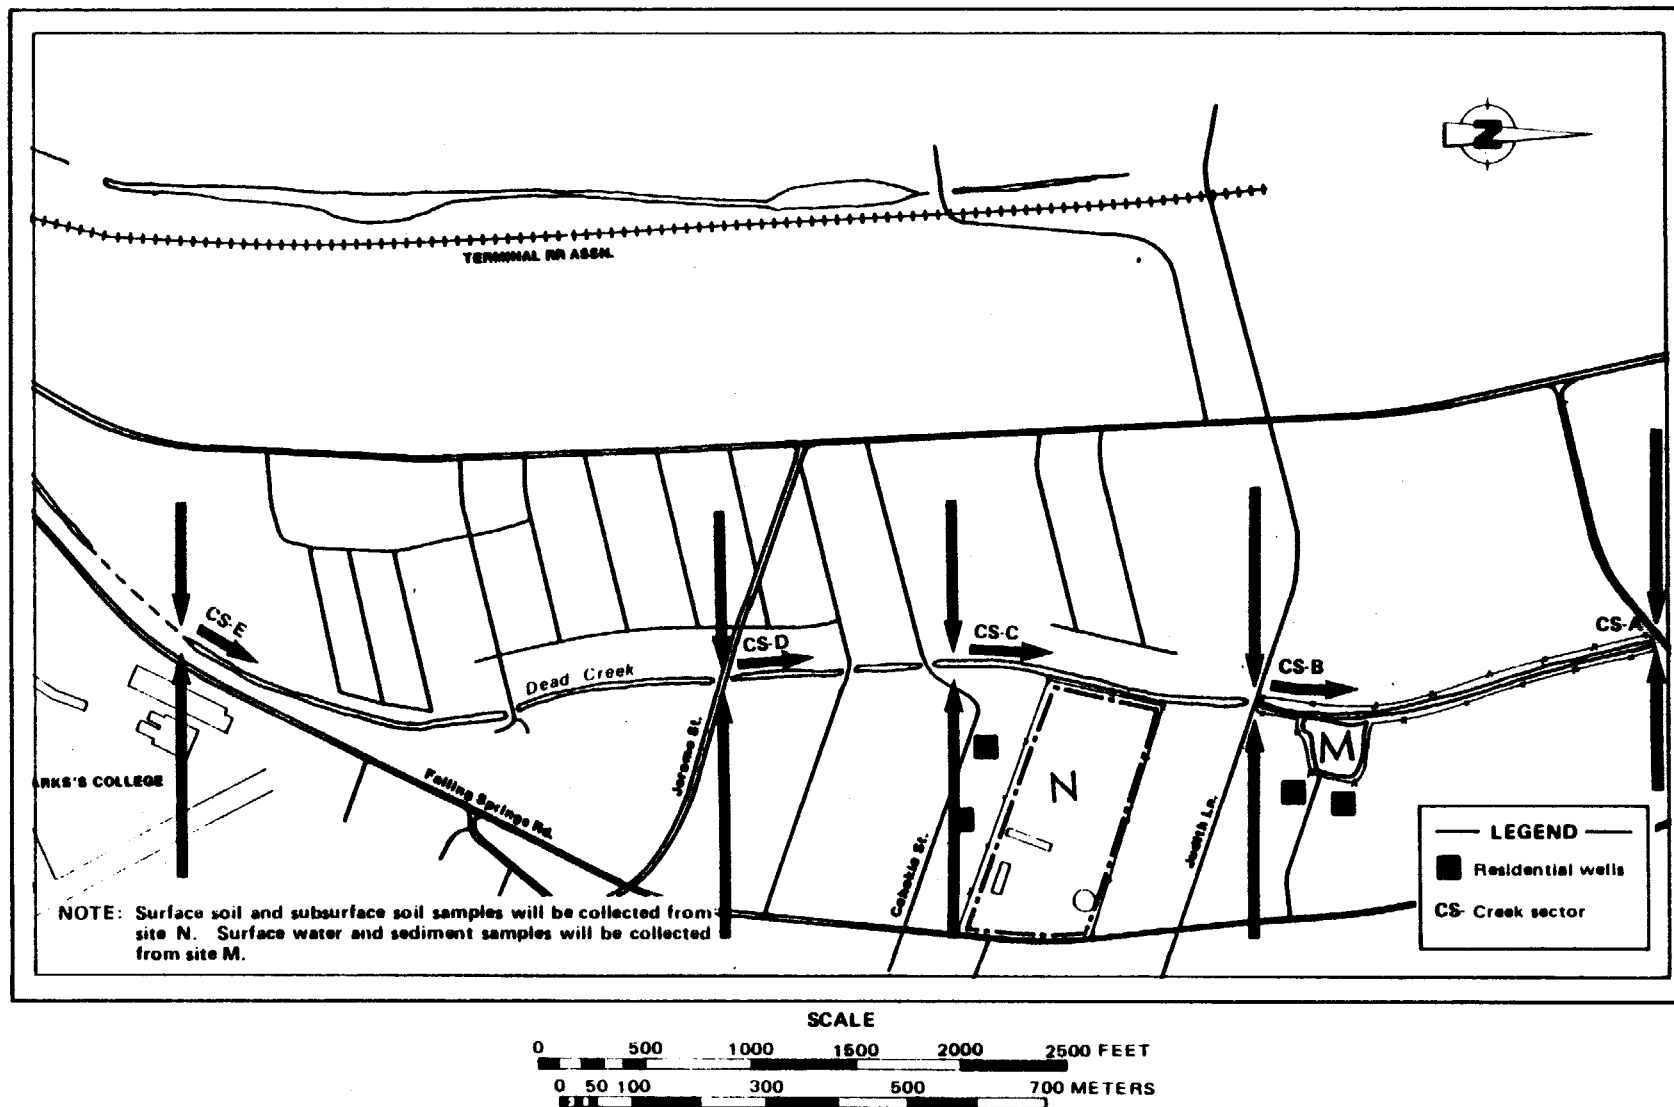 N
TERMINAL RR ASSN.
CS-E
CS-D
CS-C
CS-B
CS-A
Dead Creek
Jerome St.
Falling Springs Rd.
ARKS'S COLLEGE
Cahokia St.
Judith Ln.
N
M
LEGEND
Residential wells
CS- Creek sector
NOTE: Surface soil and subsurface soil samples will be collected from
site N. Surface water and sediment samples will be collected
from site M.
SCALE
0 500 1000 1500 2000 2500 FEET
0 50 100 300 500 700 METERS